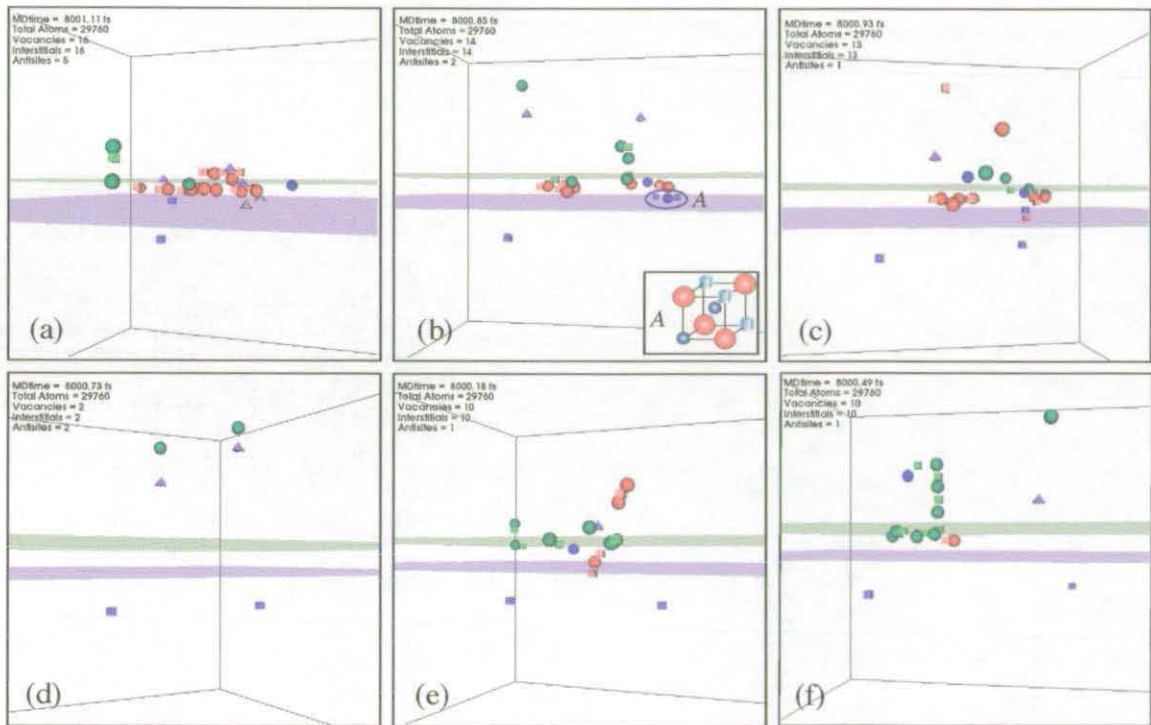 MDtime = 8001.11 fs
Total Atoms = 29760
Vacancies = 16
Interstitials = 16
Antisites = 5
(a)
MDtime = 8000.85 fs
Total Atoms = 29760
Vacancies = 14
Interstitials = 14
Antisites = 2
A
A
(b)
MDtime = 8000.93 fs
Total Atoms = 29760
Vacancies = 13
Interstitials = 13
Antisites = 1
(c)
MDtime = 8000.73 fs
Total Atoms = 29760
Vacancies = 2
Interstitials = 2
Antisites = 2
(d)
MDtime = 8000.18 fs
Total Atoms = 29760
Vacancies = 10
Interstitials = 10
Antisites = 1
(e)
MDtime = 8000.49 fs
Total Atoms = 29760
Vacancies = 10
Interstitials = 10
Antisites = 1
(f)